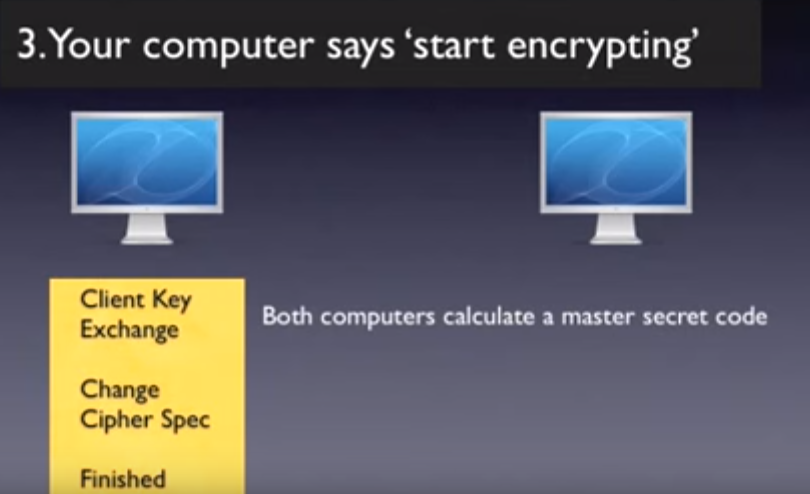 3. Your computer says ‘start encrypting’
Client Key
Exchange
Both computers calculate a master secret code
Change
Cipher Spec
Finished